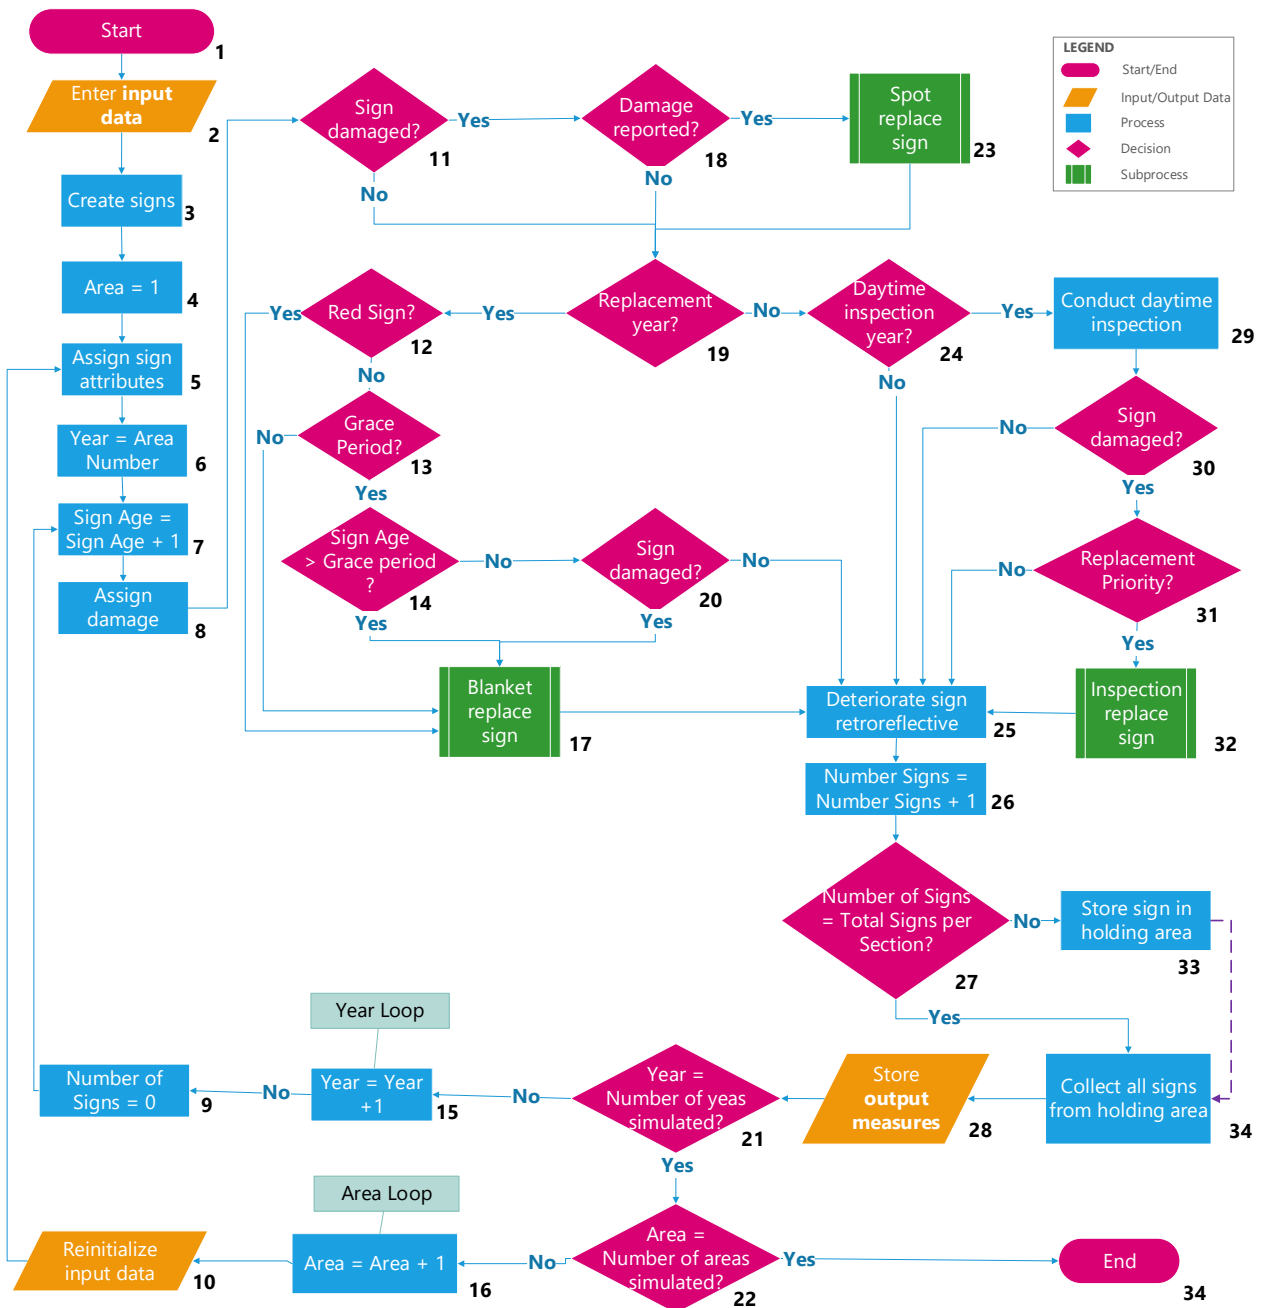 Start
1
Enter input
data
2
Create signs
3
Area = 1
4
Assign sign
attributes
5
Year = Area
Number
6
Sign Age =
Sign Age + 1
7
Assign
damage
8
Sign
damaged?
11
Yes
No
Damage
reported?
18
Yes
No
Spot
replace
sign
23
LEGEND
Start/End
Input/Output Data
Process
Decision
Subprocess
Replacement
year?
19
Yes
No
Red Sign?
12
Yes
No
Grace
Period?
13
No
Yes
Sign Age
> Grace period
?
14
No
Yes
Sign
damaged?
20
No
Yes
Blanket
replace
sign
17
Daytime
inspection
year?
24
Yes
No
Conduct daytime
inspection
29
Sign
damaged?
30
No
Yes
Replacement
Priority?
31
No
Yes
Inspection
replace
sign
32
Deteriorate sign
retroreflective
25
Number Signs =
Number Signs + 1
26
Number of Signs
= Total Signs per
Section?
27
No
Yes
Store sign in
holding area
33
Collect all signs
from holding area
34
Store
output
measures
28
Year =
Number of yeas
simulated?
21
No
Yes
Year Loop
Year = Year
+1
15
No
Number of
Signs = 0
9
Area =
Number of areas
simulated?
22
No
Yes
Area Loop
Area = Area + 1
16
Reinitialize
input data
10
End
34